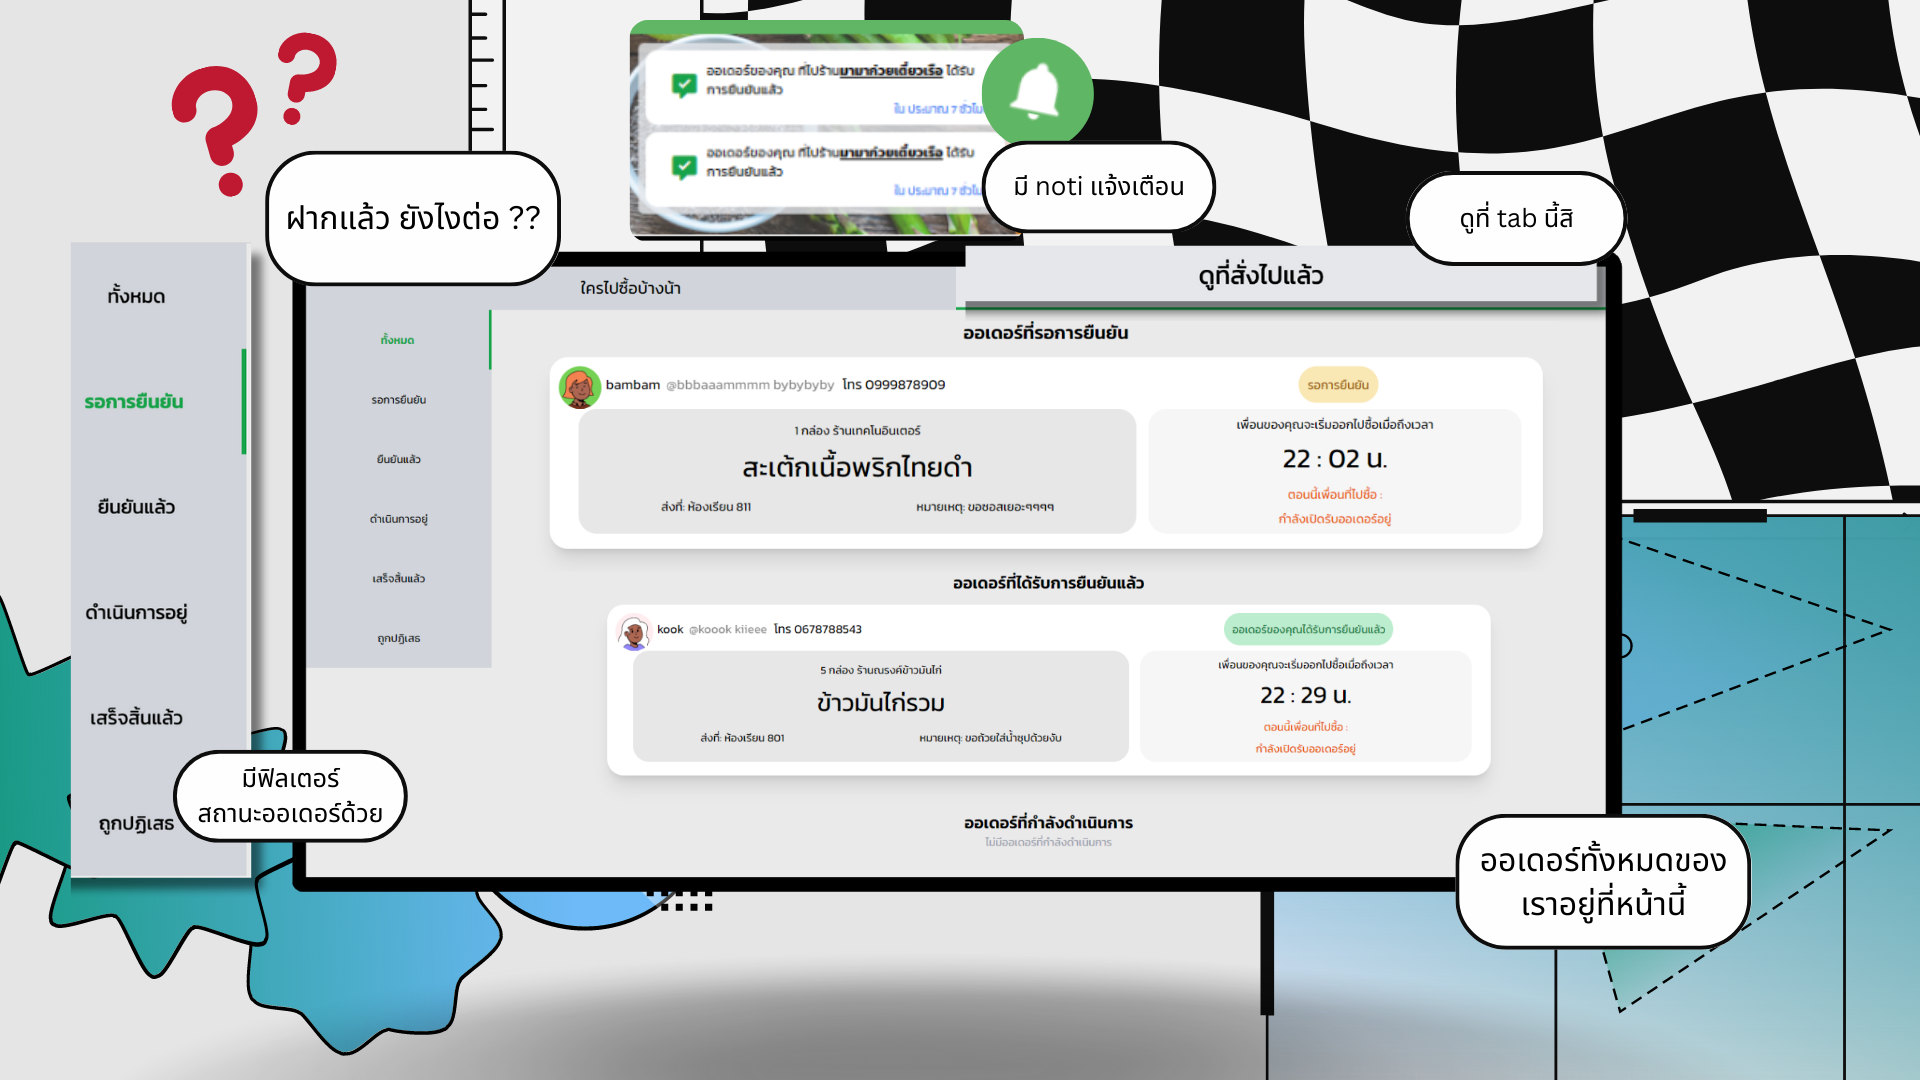 ออเดอร์ของคุณ ที่ไปร้านมามาก๋วยเตี๋ยวเรือ ได้รับ
การยืนยันแล้ว
ใน ประมาณ 7 ชั่วโม
ออเดอร์ของคุณ ที่ไปร้านมามาก๋วยเตี๋ยวเรือ ได้รับ
การยืนยันแล้ว
ใน ประมาณ 7 ชั่วโม
มี noti แจ้งเตือน
ดูที่ tab นี้สิ
ฝากแล้ว ยังไงต่อ ??
ใครไปซื้อบ้างน้า
ดูที่สั่งไปแล้ว
ทั้งหมด
รอการยืนยัน
ยืนยันแล้ว
ดำเนินการอยู่
เสร็จสิ้นแล้ว
ถูกปฏิเสธ
มีฟิลเตอร์
สถานะออเดอร์ด้วย
ทั้งหมด
รอการยืนยัน
ยืนยันแล้ว
ดำเนินการอยู่
เสร็จสิ้นแล้ว
ถูกปฏิเสธ
ออเดอร์ที่รอการยืนยัน
bambam @bbbaaammmm bybybyby โทร 0999878909
รอการยืนยัน
1 กล่อง ร้านเทคโนอินเตอร์
สะเต้กเนื้อพริกไทยดำ
ส่งที่: ห้องเรียน 811 หมายเหตุ: ขอซอสเยอะๆๆๆๆ
เพื่อนของคุณจะเริ่มออกไปซื้อเมื่อถึงเวลา
22 : 02 น.
ตอนนี้เพื่อนที่ไปซื้อ :
กำลังเปิดรับออเดอร์อยู่
ออเดอร์ที่ได้รับการยืนยันแล้ว
kook @koook kiieee โทร 0678788543
ออเดอร์ของคุณได้รับการยืนยันแล้ว
5 กล่อง ร้านณรงค์ข้าวมันไก่
ข้าวมันไก่รวม
ส่งที่: ห้องเรียน 801 หมายเหตุ: ขอถ้วยใส่น้ำซุปด้วยงับ
เพื่อนของคุณจะเริ่มออกไปซื้อเมื่อถึงเวลา
22 : 29 น.
ตอนนี้เพื่อนที่ไปซื้อ :
กำลังเปิดรับออเดอร์อยู่
ออเดอร์ที่กำลังดำเนินการ
ไม่มีออเดอร์ที่กำลังดำเนินการ
ออเดอร์ทั้งหมดของ
เราอยู่ที่หน้านี้